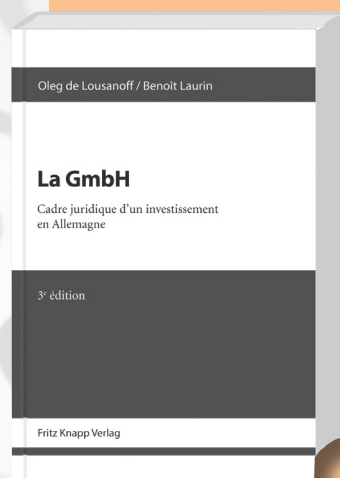 Oleg de Lousanoff / Benoît Laurin
La GmbH
Cadre juridique d'un investissement
en Allemagne
3e édition
Fritz Knapp Verlag